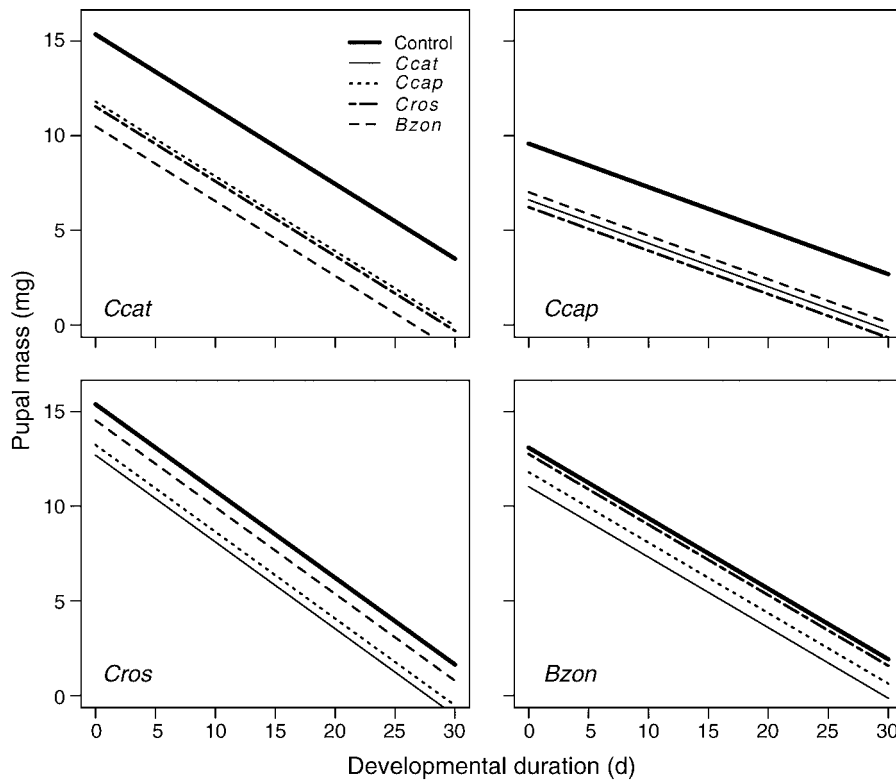 15
10
5
0
Control
Ccat
Ccap
Cros
Bzon
Ccat
Ccap
Pupal mass (mg)
15
10
5
0
Cros
Bzon
0 5 10 15 20 25 30
0 5 10 15 20 25 30
Developmental duration (d)